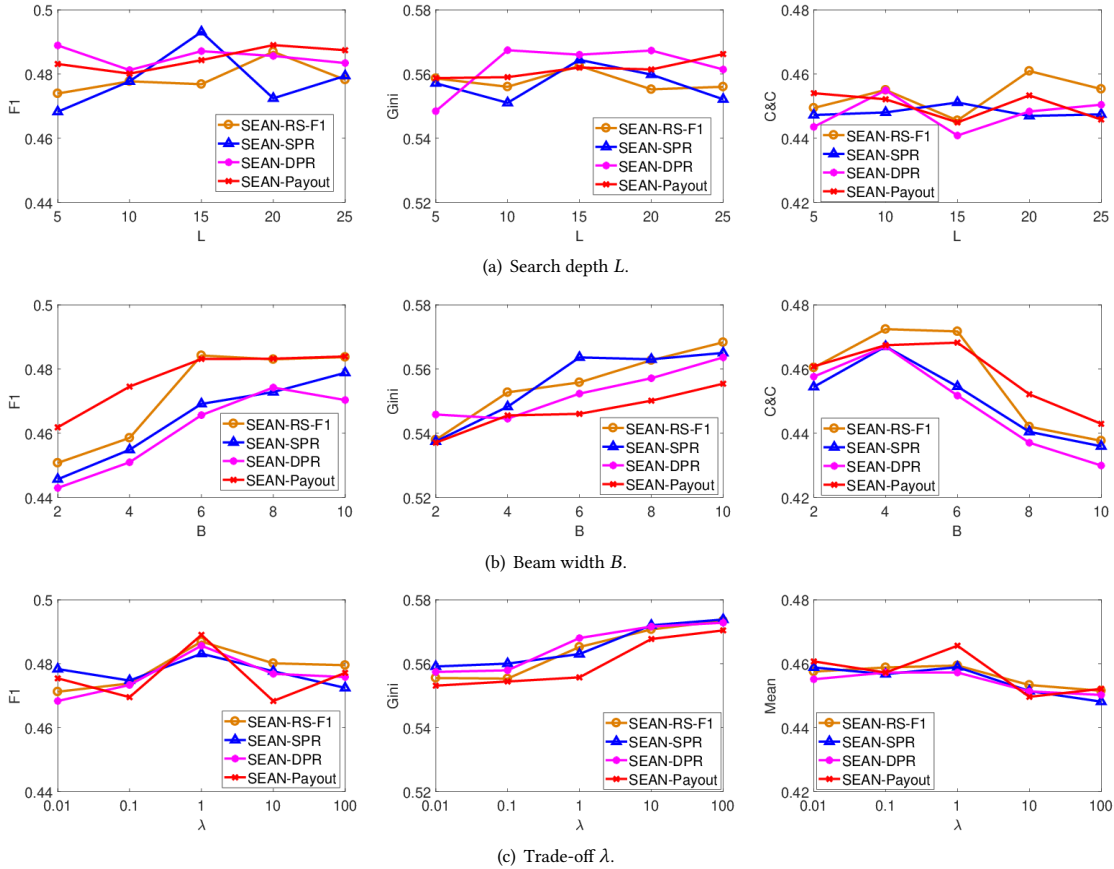 0.5
0.48
0.46
0.44
F1
SEAN-RS-F1
SEAN-SPR
SEAN-DPR
SEAN-Payout
5 10 15 20 25
L
0.58
0.56
0.54
0.52
Gini
SEAN-RS-F1
SEAN-SPR
SEAN-DPR
SEAN-Payout
5 10 15 20 25
L
0.48
0.46
0.44
0.42
C&C
SEAN-RS-F1
SEAN-SPR
SEAN-DPR
SEAN-Payout
5 10 15 20 25
L
(a) Search depth L.
0.5
0.48
0.46
0.44
F1
SEAN-RS-F1
SEAN-SPR
SEAN-DPR
SEAN-Payout
2 4 6 8 10
B
0.58
0.56
0.54
0.52
Gini
SEAN-RS-F1
SEAN-SPR
SEAN-DPR
SEAN-Payout
2 4 6 8 10
B
0.48
0.46
0.44
0.42
C&C
SEAN-RS-F1
SEAN-SPR
SEAN-DPR
SEAN-Payout
2 4 6 8 10
B
(b) Beam width B.
0.5
0.48
0.46
0.44
F1
SEAN-RS-F1
SEAN-SPR
SEAN-DPR
SEAN-Payout
0.01 0.1 1 10 100
λ
0.58
0.56
0.54
0.52
Gini
SEAN-RS-F1
SEAN-SPR
SEAN-DPR
SEAN-Payout
0.01 0.1 1 10 100
λ
0.48
0.46
0.44
0.42
Mean
SEAN-RS-F1
SEAN-SPR
SEAN-DPR
SEAN-Payout
0.01 0.1 1 10 100
λ
(c) Trade-off λ.